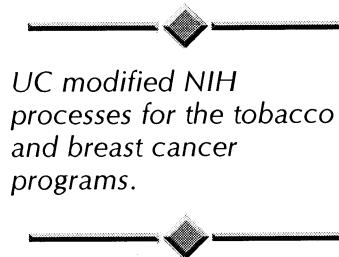 UC modified NIH
processes for the tobacco
and breast cancer
programs.